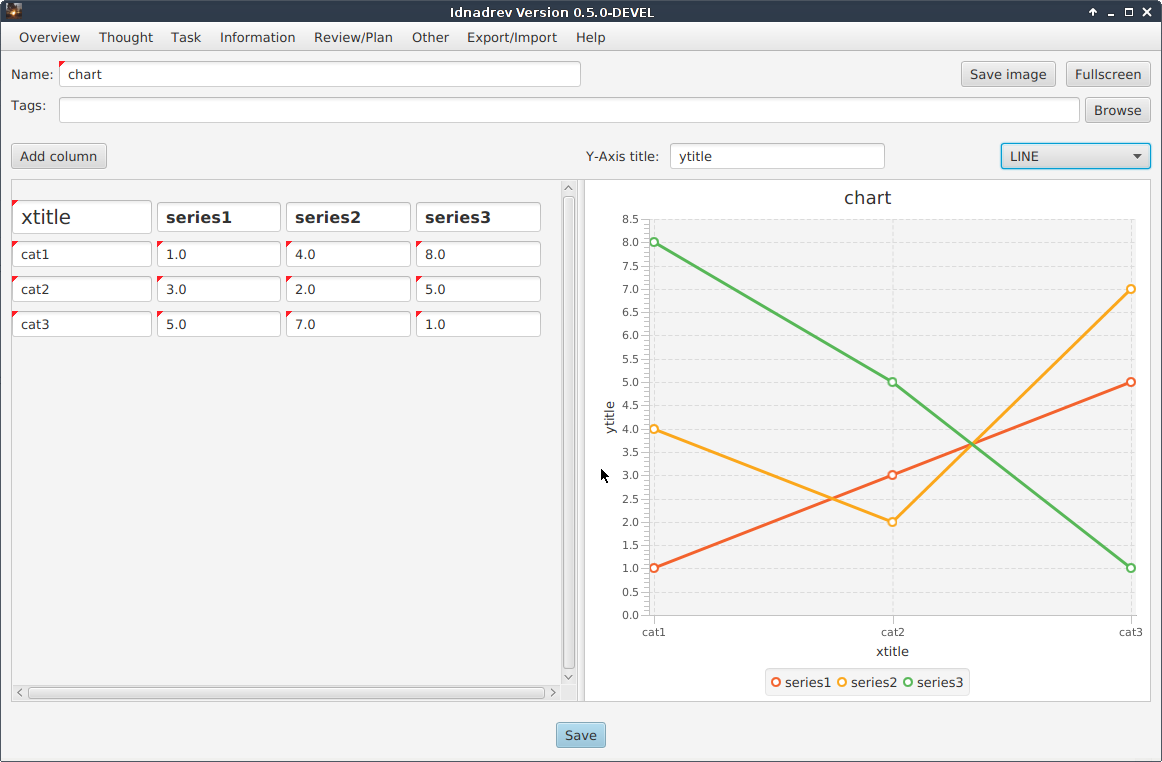 Idnadrev Version 0.5.0-DEVEL
Overview Thought Task Information Review/Plan Other Export/Import Help
Name: chart Save image Fullscreen
Tags: Browse
Add column Y-Axis title: ytitle LINE
xtitle series1 series2 series3
cat1 1.0 4.0 8.0
cat2 3.0 2.0 5.0
cat3 5.0 7.0 1.0
chart
8.5
8.0
7.5
7.0
6.5
6.0
5.5
5.0
4.5
4.0
3.5
3.0
2.5
2.0
1.5
1.0
0.5
0.0
ytitle
cat1 cat2 cat3
xtitle
series1 series2 series3
Save